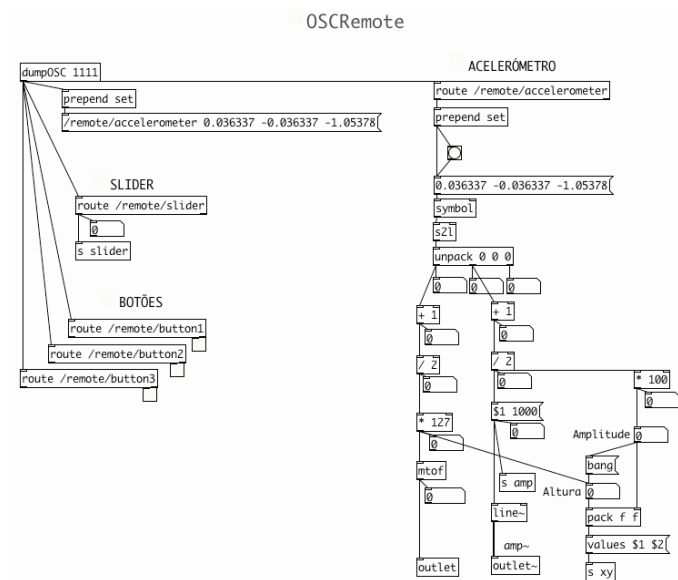 OSCRemote
dumpOSC 1111
prepend set
/remote/accelerometer 0.036337 -0.036337 -1.05378
SLIDER
route /remote/slider
0
s slider
BOTÕES
route /remote/button1
route /remote/button2
route /remote/button3
ACELERÓMETRO
route /remote/accelerometer
prepend set
0.036337 -0.036337 -1.05378
symbol
s2l
unpack 0 0 0
0 0 0
+ 1
0
/ 2
0
* 127
0
mtof
0
outlet
+ 1
0
/ 2
0
$1 1000
0
s amp
line~
amp~
outlet~
* 100
0
Amplitude 0
bang
Altura 0
pack f f
values $1 $2
s xy